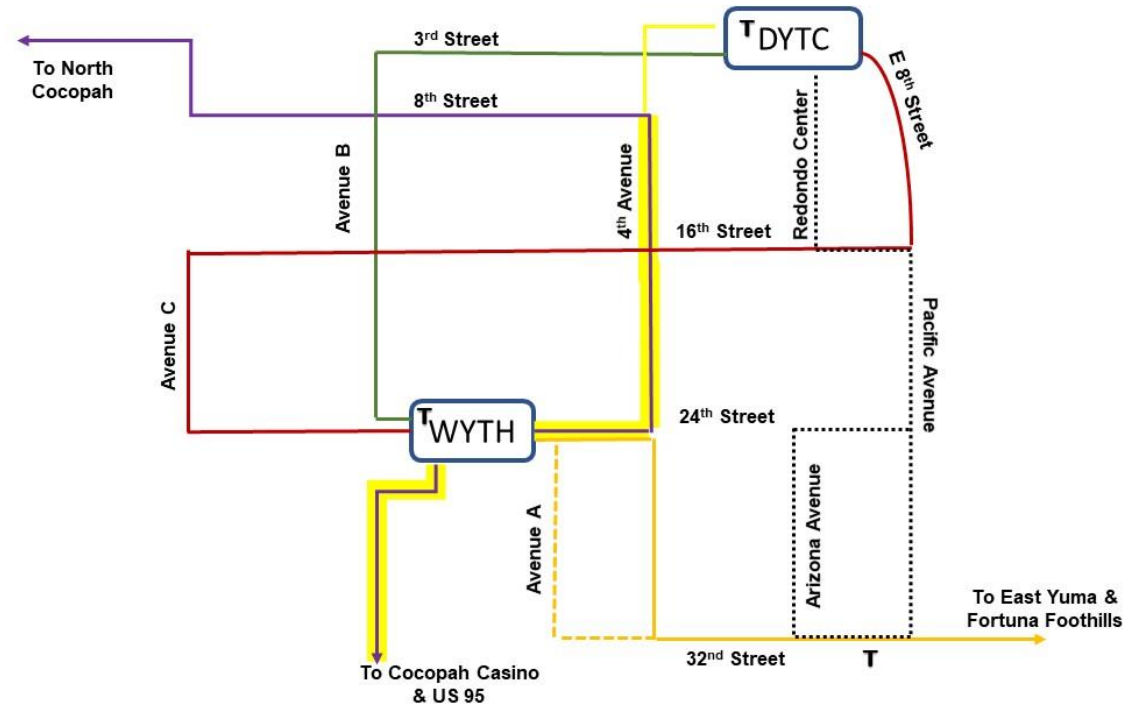 3rd Street
T DYTC
To North
Cocopah
8th Street
E 8th Street
Avenue B
4th Avenue
Redondo Center
16th Street
Avenue C
Pacific Avenue
24th Street
T WYTH
Avenue A
Arizona Avenue
To East Yuma &
Fortuna Foothills
32nd Street
T
To Cocopah Casino
& US 95